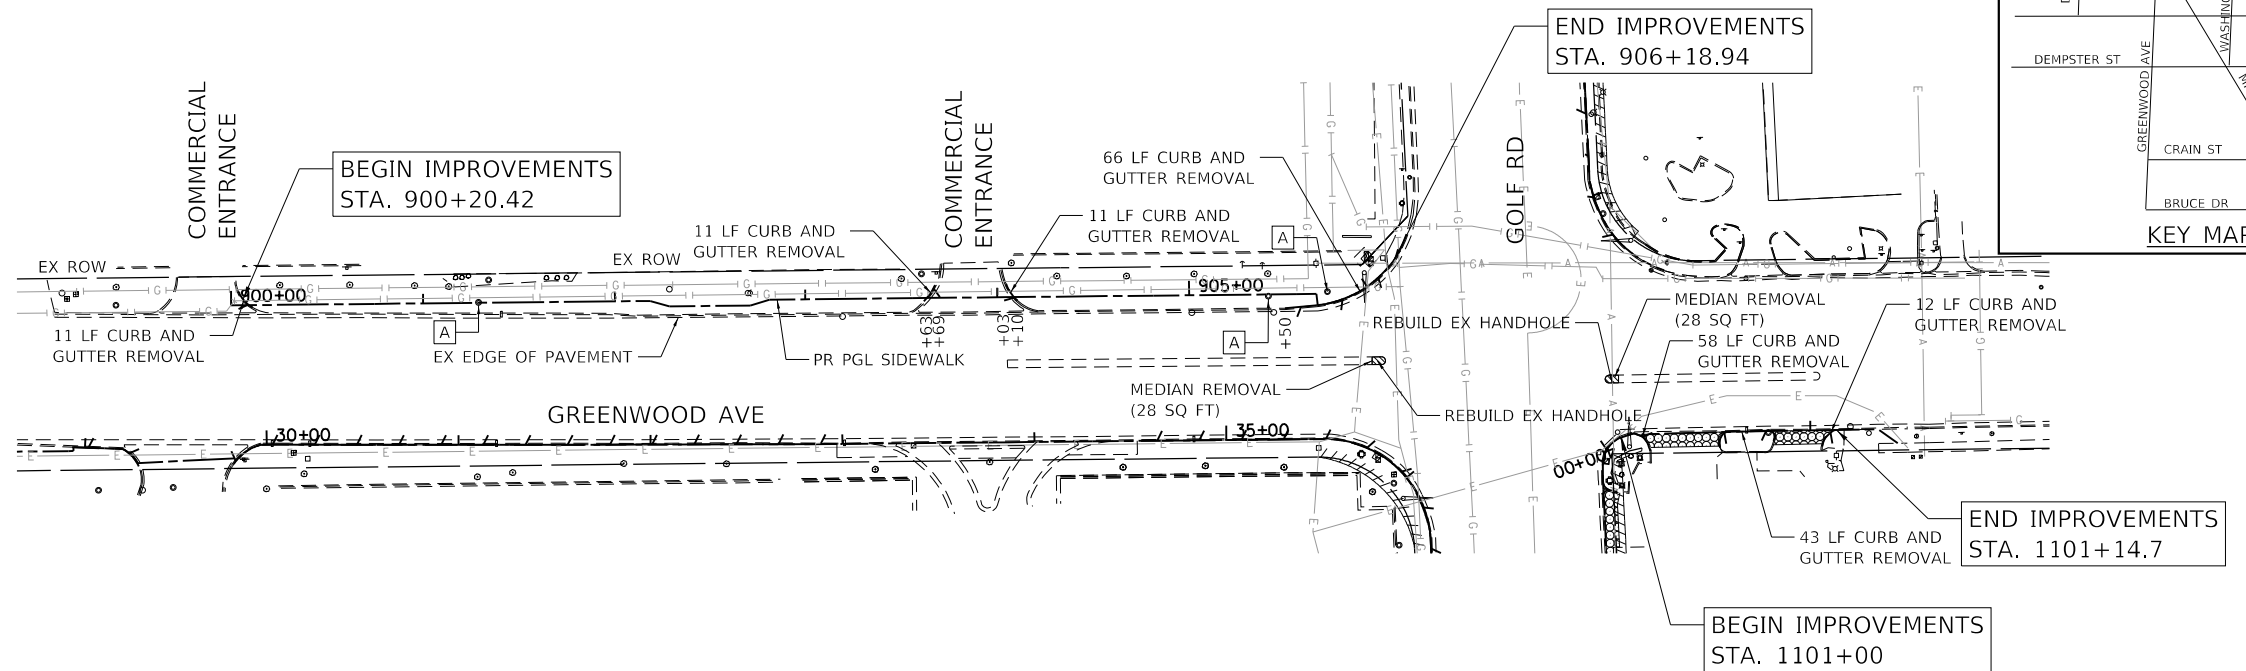 END IMPROVEMENTS
STA. 906+18.94
DEMPSTER ST
GREENWOOD AVE
CRAIN ST
BRUCE DR
KEY MAP
COMMERCIAL
ENTRANCE
BEGIN IMPROVEMENTS
STA. 900+20.42
COMMERCIAL
ENTRANCE
66 LF CURB AND
GUTTER REMOVAL
GOLF RD
11 LF CURB AND
GUTTER REMOVAL
11 LF CURB AND
GUTTER REMOVAL
A
EX ROW
EX ROW
900+00
905+00
11 LF CURB AND
GUTTER REMOVAL
A
EX EDGE OF PAVEMENT
PR PGL SIDEWALK
+63
+69
+03
+10
A
+50
REBUILD EX HANDHOLE
MEDIAN REMOVAL
(28 SQ FT)
58 LF CURB AND
GUTTER REMOVAL
12 LF CURB AND
GUTTER REMOVAL
MEDIAN REMOVAL
(28 SQ FT)
REBUILD EX HANDHOLE
GREENWOOD AVE
30+00
35+00
00+00
43 LF CURB AND
GUTTER REMOVAL
END IMPROVEMENTS
STA. 1101+14.7
BEGIN IMPROVEMENTS
STA. 1101+00